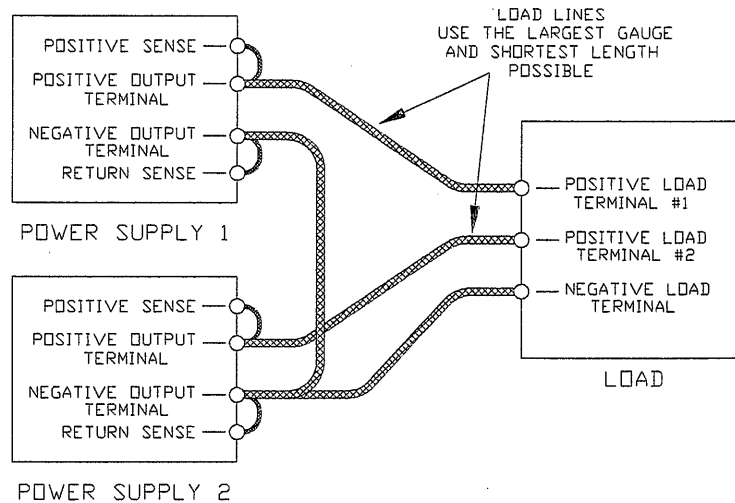 LOAD LINES
USE THE LARGEST GAUGE
AND SHORTEST LENGTH
POSSIBLE
POSITIVE SENSE
POSITIVE OUTPUT
TERMINAL
NEGATIVE OUTPUT
TERMINAL
RETURN SENSE
POWER SUPPLY 1
POSITIVE SENSE
POSITIVE OUTPUT
TERMINAL
NEGATIVE OUTPUT
TERMINAL
RETURN SENSE
POWER SUPPLY 2
POSITIVE LOAD
TERMINAL #1
POSITIVE LOAD
TERMINAL #2
NEGATIVE LOAD
TERMINAL
LOAD